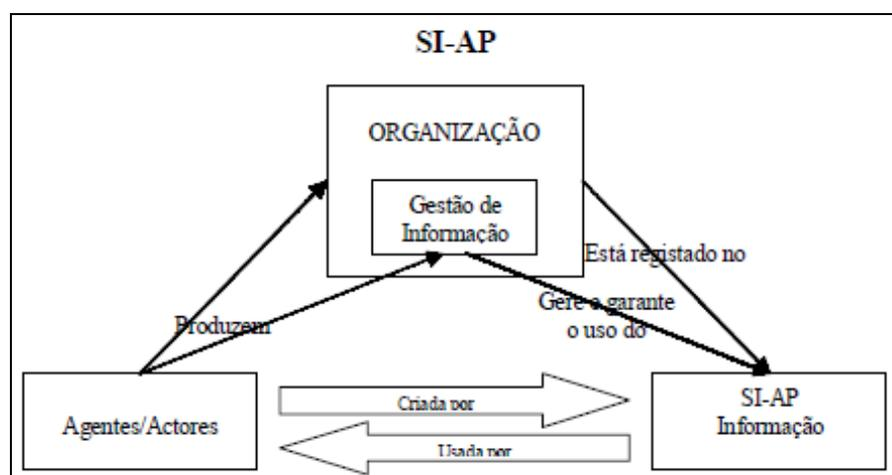 SI-AP
ORGANIZAÇÃO
Gestão de
Informação
Está registado no
Gere e garante
o uso do
Produzem
Agentes/Actores
Criada por
Usada por
SI-AP
Informação